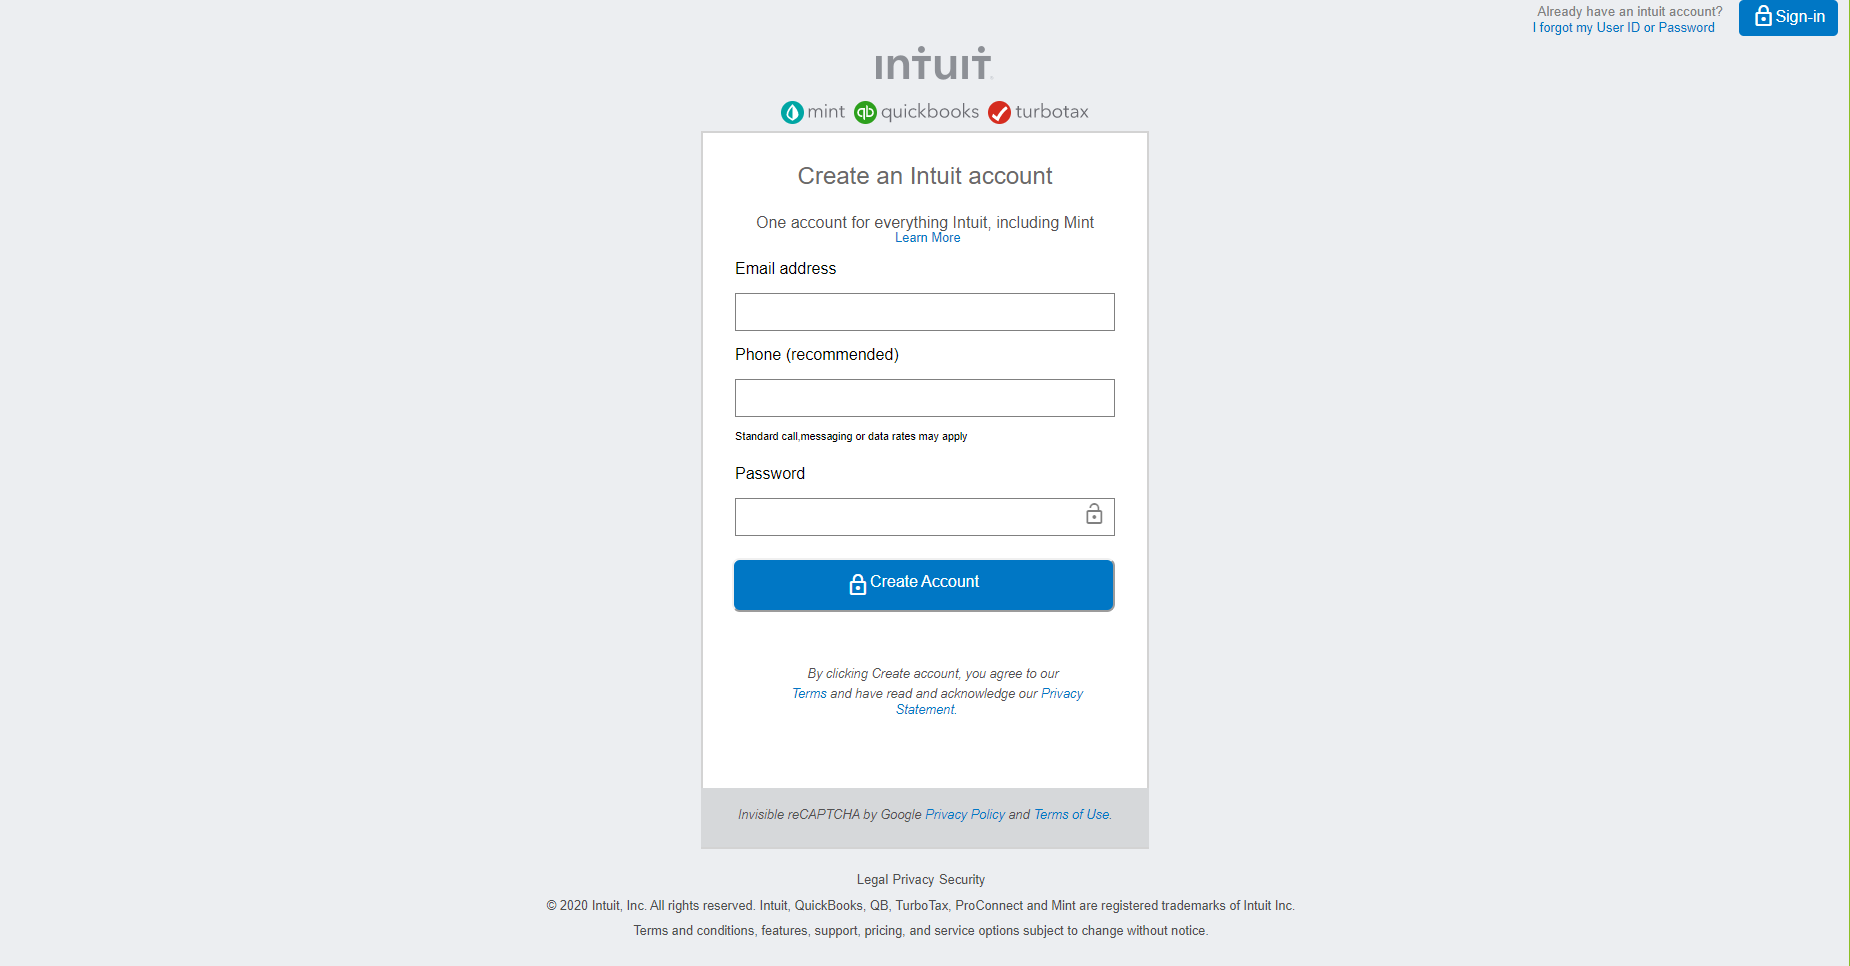 Already have an intuit account?
I forgot my User ID or Password
Sign-in
intuit
mint quickbooks turbotax
Create an Intuit account
One account for everything Intuit, including Mint
Learn More
Email address
Phone (recommended)
Standard call,messaging or data rates may apply
Password
Create Account
By clicking Create account, you agree to our
Terms and have read and acknowledge our Privacy
Statement.
Invisible reCAPTCHA by Google Privacy Policy and Terms of Use.
Legal Privacy Security
© 2020 Intuit, Inc. All rights reserved. Intuit, QuickBooks, QB, TurboTax, ProConnect and Mint are registered trademarks of Intuit Inc.
Terms and conditions, features, support, pricing, and service options subject to change without notice.